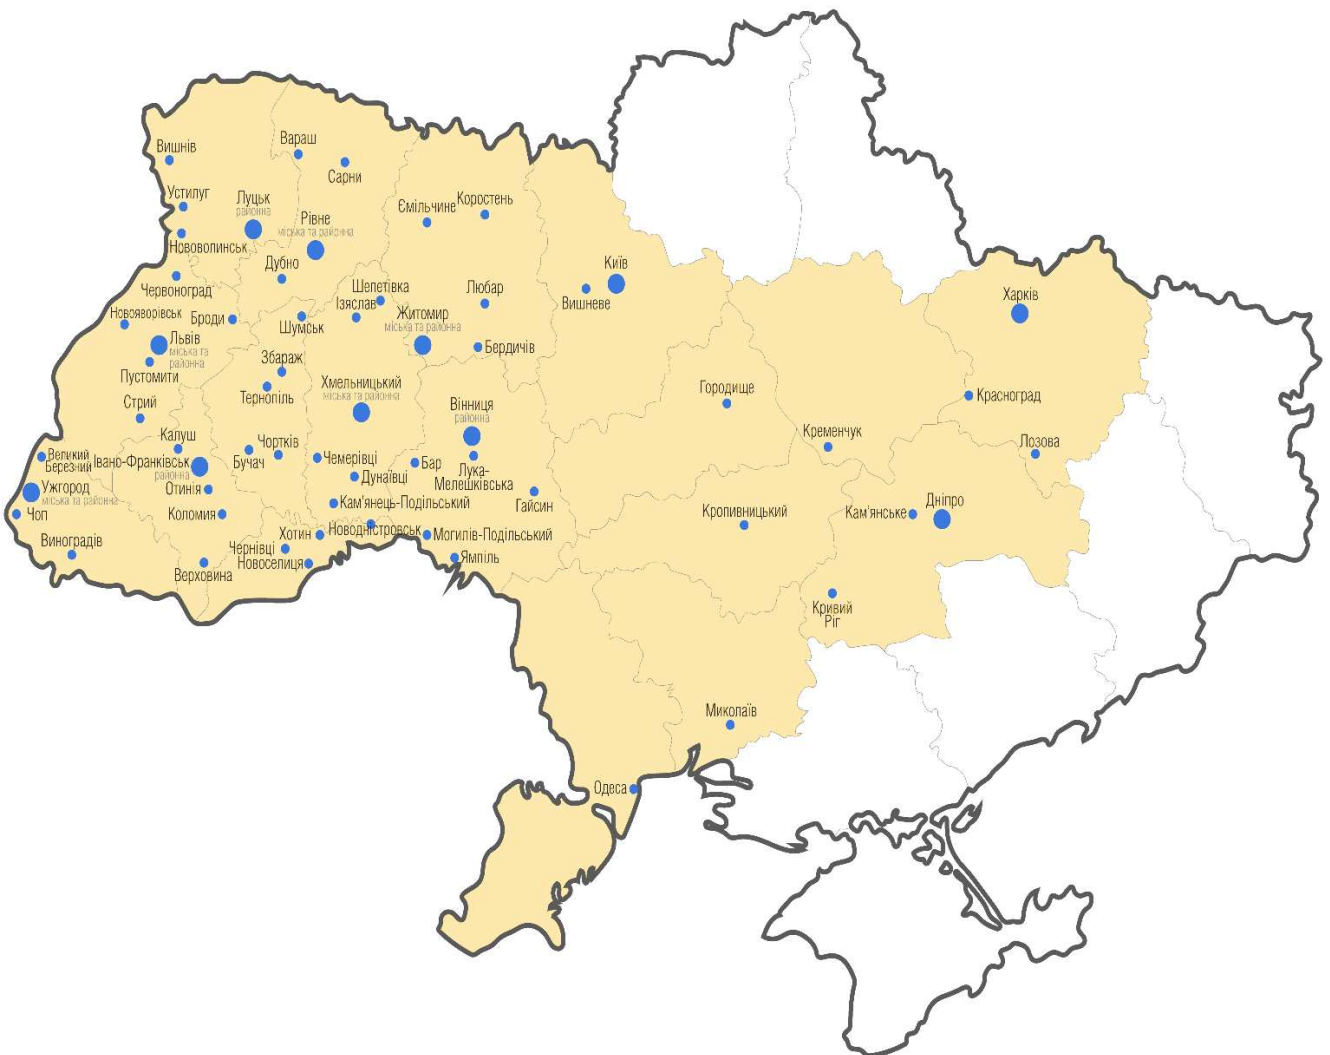 Вишнів
Вараш
Сарни
Устилуг
Луцьк
районна
Рівне
міська та районна
Ємільчине
Коростень
Нововолинськ
Дубно
Київ
Вишневе
Червоноград
Шепетівка
Ізяслав
Любар
Харків
Новояворівськ
Броди
Шумськ
Житомир
міська та районна
Львів
міська та
районна
Бердичів
Пустомити
Збараж
Тернопіль
Хмельницький
міська та районна
Городище
Красноград
Стрий
Вінниця
районна
Кременчук
Калуш
Чортків
Бучач
Лозова
Великий
Березний
Івано-Франківськ
районна
Чемерівці
Бар
Лука-
Мелешківська
Дунаївці
Ужгород
міська та районна
Отинія
Гайсин
Кам'янець-Подільський
Чоп
Коломия
Кропивницький
Кам'янське
Дніпро
Хотин
Новодністровськ
Могилів-Подільський
Виноградів
Чернівці
Новоселиця
Верховина
Ямпіль
Кривий
Ріг
Миколаїв
Одеса